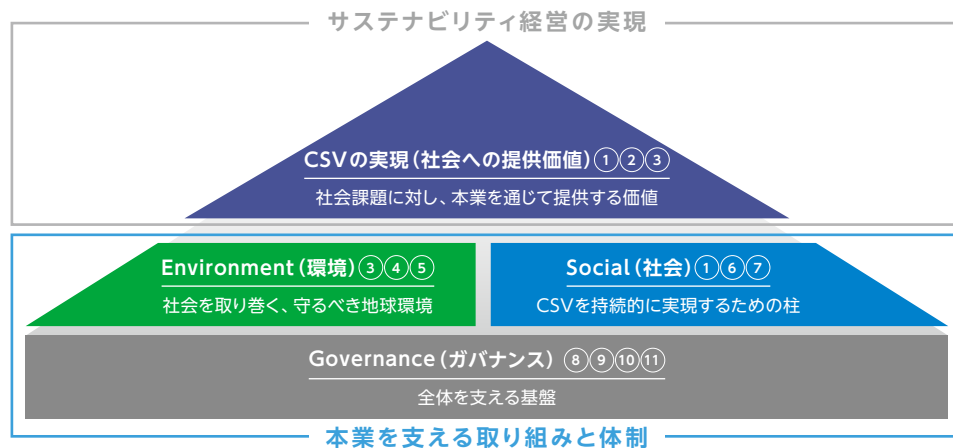 サステナビリティ経営の実現
CSVの実現(社会への提供価値)①②③
社会課題に対し、本業を通じて提供する価値
Environment(環境)③④⑤
社会を取り巻く、守るべき地球環境
Social(社会)①⑥⑦
CSVを持続的に実現するための柱
Governance(ガバナンス)⑧⑨⑩⑪
全体を支える基盤
本業を支える取り組みと体制